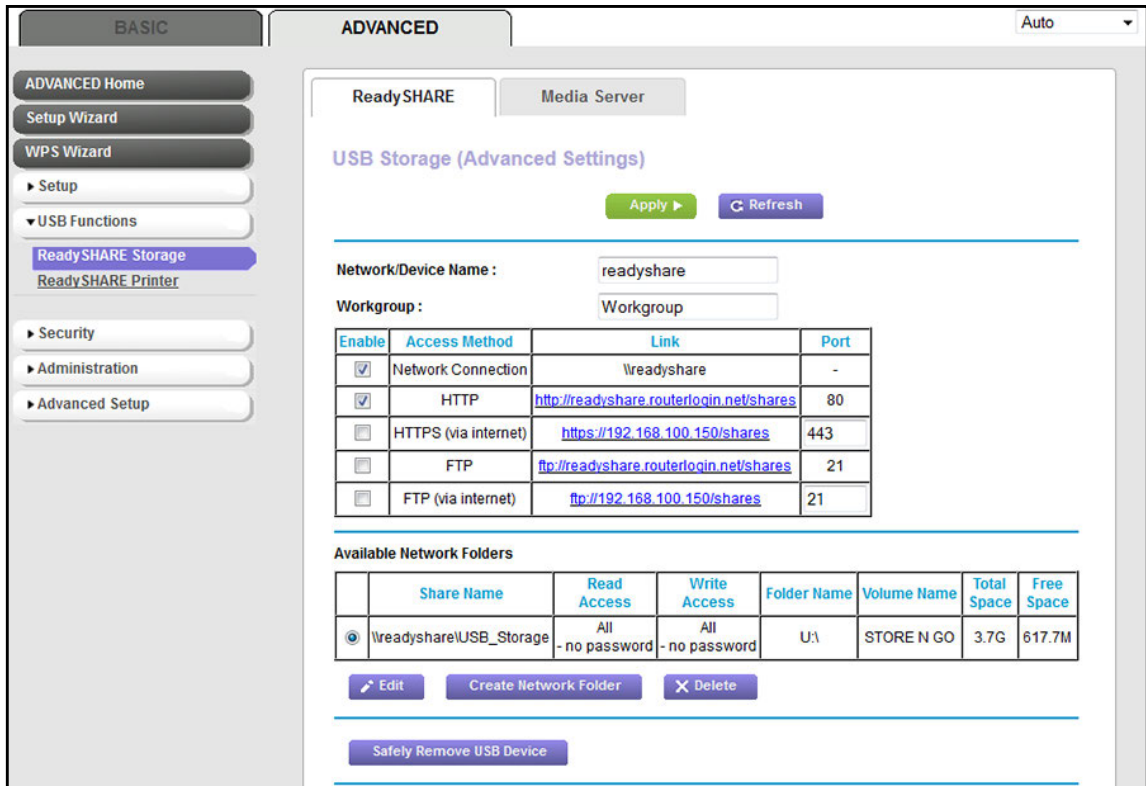 BASIC
ADVANCED
Auto
ADVANCED Home
Setup Wizard
WPS Wizard
Setup
USB Functions
ReadySHARE Storage
ReadySHARE Printer
Security
Administration
Advanced Setup
ReadySHARE Media Server
USB Storage (Advanced Settings)
Apply Refresh
Network/Device Name : readyshare
Workgroup : Workgroup
Enable Access Method Link Port
Network Connection \\readyshare -
HTTP http://readyshare.routerlogin.net/shares 80
HTTPS (via internet) https://192.168.100.150/shares 443
FTP ftp://readyshare.routerlogin.net/shares 21
FTP (via internet) ftp://192.168.100.150/shares 21
Available Network Folders
Share Name Read Access Write Access Folder Name Volume Name Total Space Free Space
\\readyshare\USB_Storage All - no password All - no password U:\ STORE N GO 3.7G 617.7M
Edit Create Network Folder Delete
Safely Remove USB Device